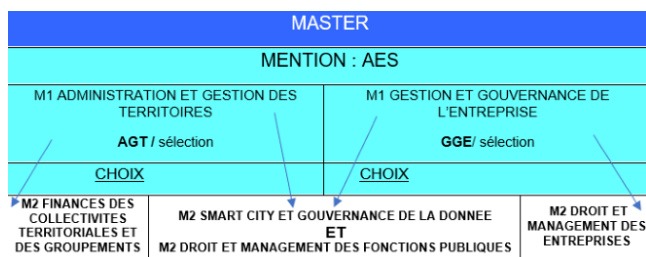 MASTER
MENTION : AES
M1 ADMINISTRATION ET GESTION DES
TERRITOIRES
AGT / sélection
M1 GESTION ET GOUVERNANCE DE
L'ENTREPRISE
GGE/ sélection
CHOIX
CHOIX
M2 FINANCES DES
COLLECTIVITES
TERRITORIALES ET
DES GROUPEMENTS
M2 SMART CITY ET GOUVERNANCE DE LA DONNEE
ET
M2 DROIT ET MANAGEMENT DES FONCTIONS PUBLIQUES
M2 DROIT ET
MANAGEMENT DES
ENTREPRISES